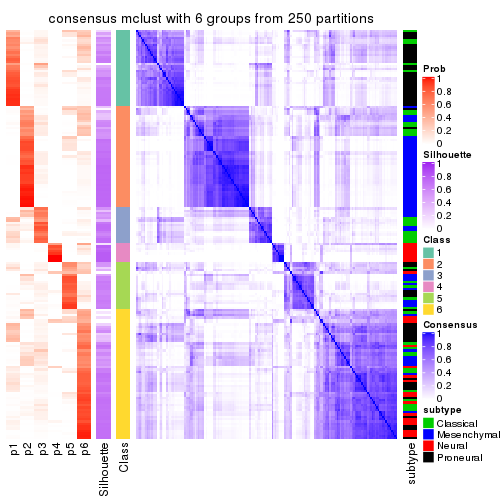 consensus mclust with 6 groups from 250 partitions
Prob
1
0.8
0.6
0.4
0.2
0
Silhouette
1
0.8
0.6
0.4
0.2
0
Class
1
2
3
4
5
6
Consensus
1
0.8
0.6
0.4
0.2
0
subtype
Classical
Mesenchymal
Neural
Proneural
p1
p2
p3
p4
p5
p6
Silhouette
Class
subtype